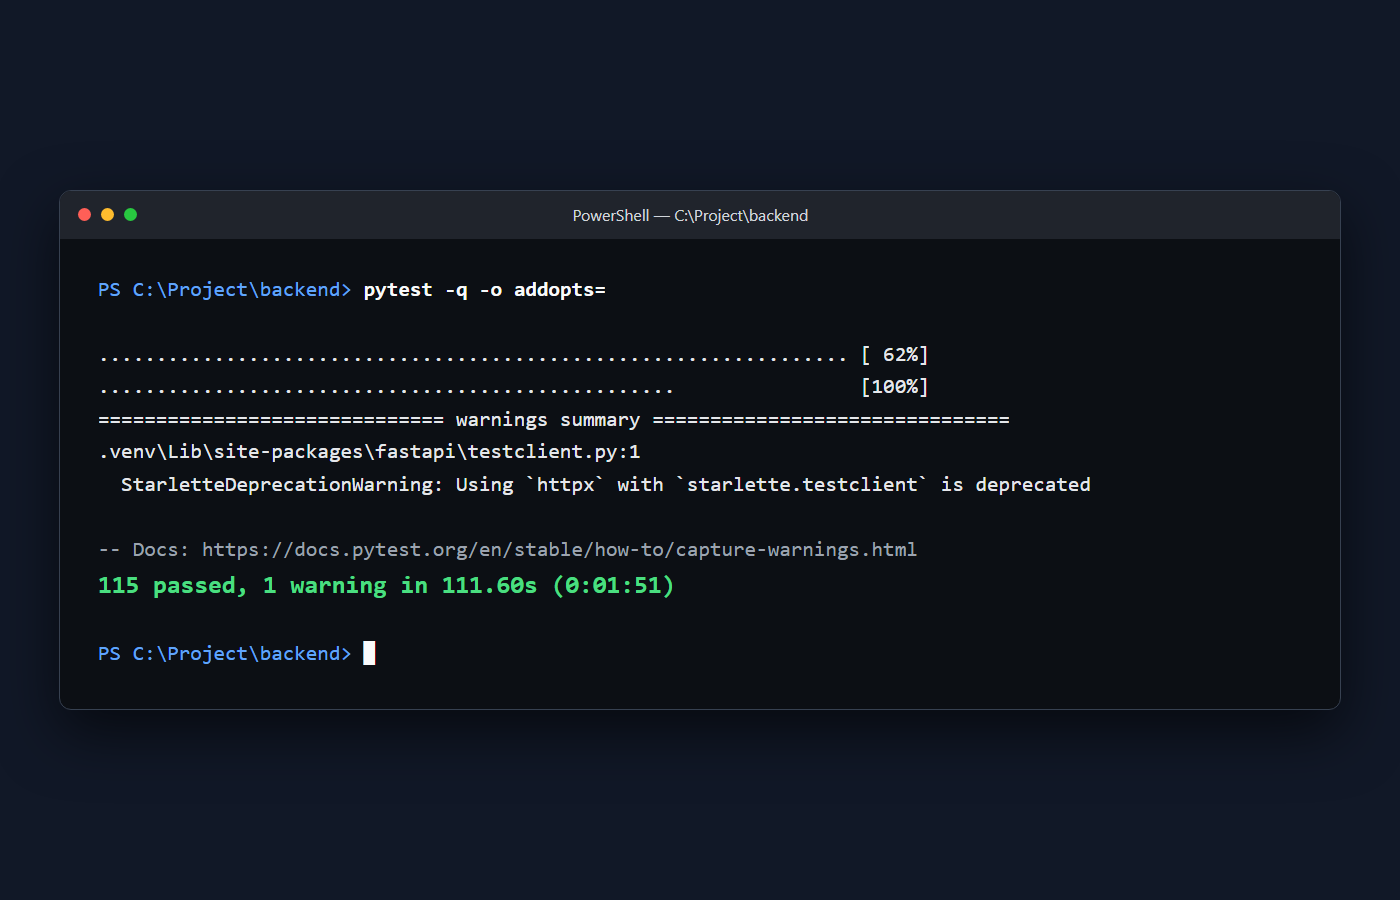 PowerShell — C:\Project\backend
PS C:\Project\backend> pytest -q -o addopts=
................................................................. [ 62%]
.................................................. [100%]
============================== warnings summary ===============================
.venv\Lib\site-packages\fastapi\testclient.py:1
  StarletteDeprecationWarning: Using `httpx` with `starlette.testclient` is deprecated
-- Docs: https://docs.pytest.org/en/stable/how-to/capture-warnings.html
115 passed, 1 warning in 111.60s (0:01:51)
PS C:\Project\backend>